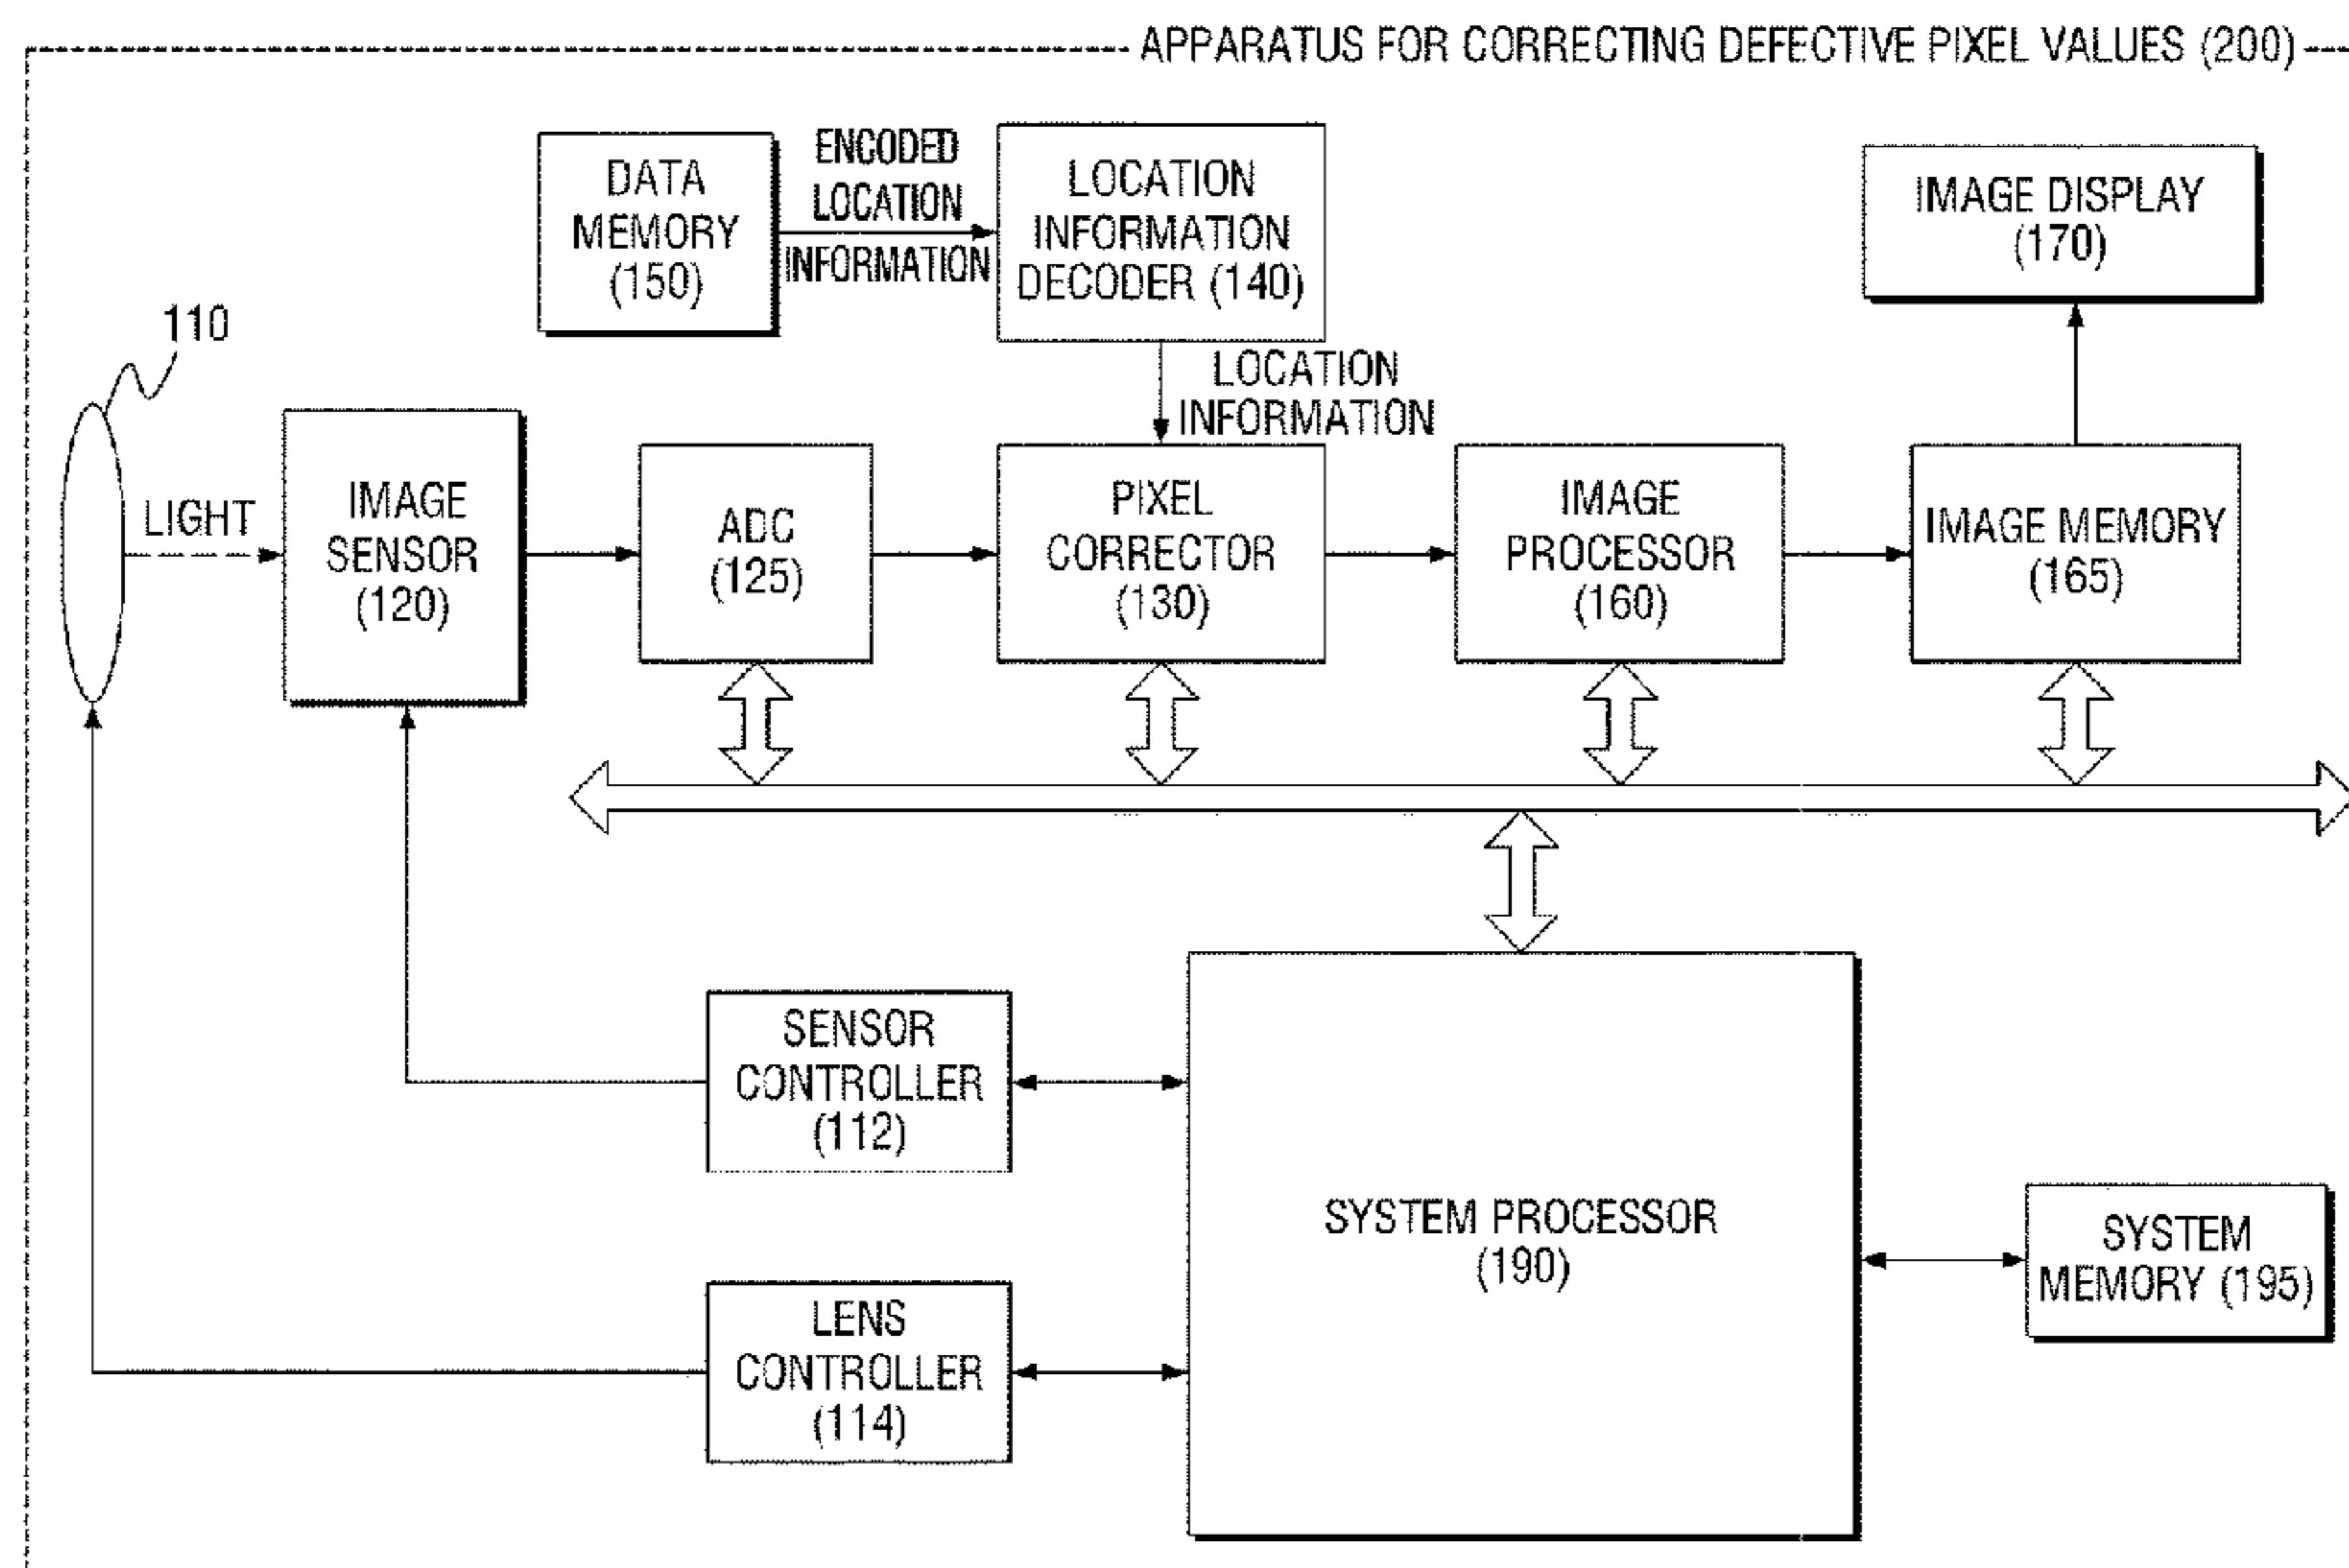 APPARATUS FOR CORRECTING DEFECTIVE PIXEL VALUES (200)
DATA
MEMORY
(150)
ENCODED
LOCATION
INFORMATION
LOCATION
INFORMATION
DECODER (140)
IMAGE DISPLAY
(170)
110
LOCATION
INFORMATION
LIGHT
IMAGE
SENSOR
(120)
ADC
(125)
PIXEL
CORRECTOR
(130)
IMAGE
PROCESSOR
(160)
IMAGE MEMORY
(165)
SENSOR
CONTROLLER
(112)
SYSTEM PROCESSOR
(190)
SYSTEM
MEMORY (195)
LENS
CONTROLLER
(114)